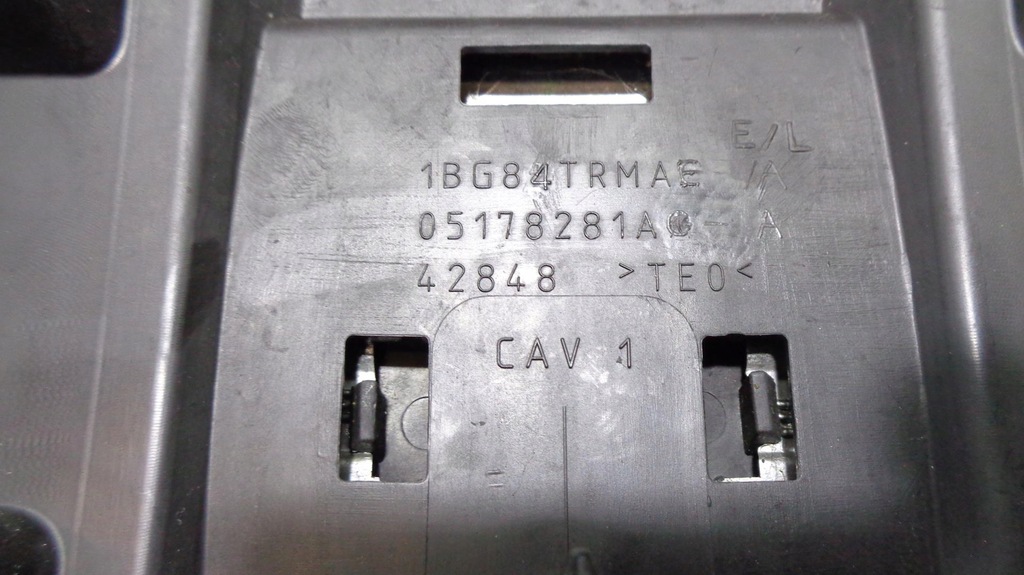 E/L
1BG84TRMAE /A
05178281A - A
42848 >TEO<
CAV 1